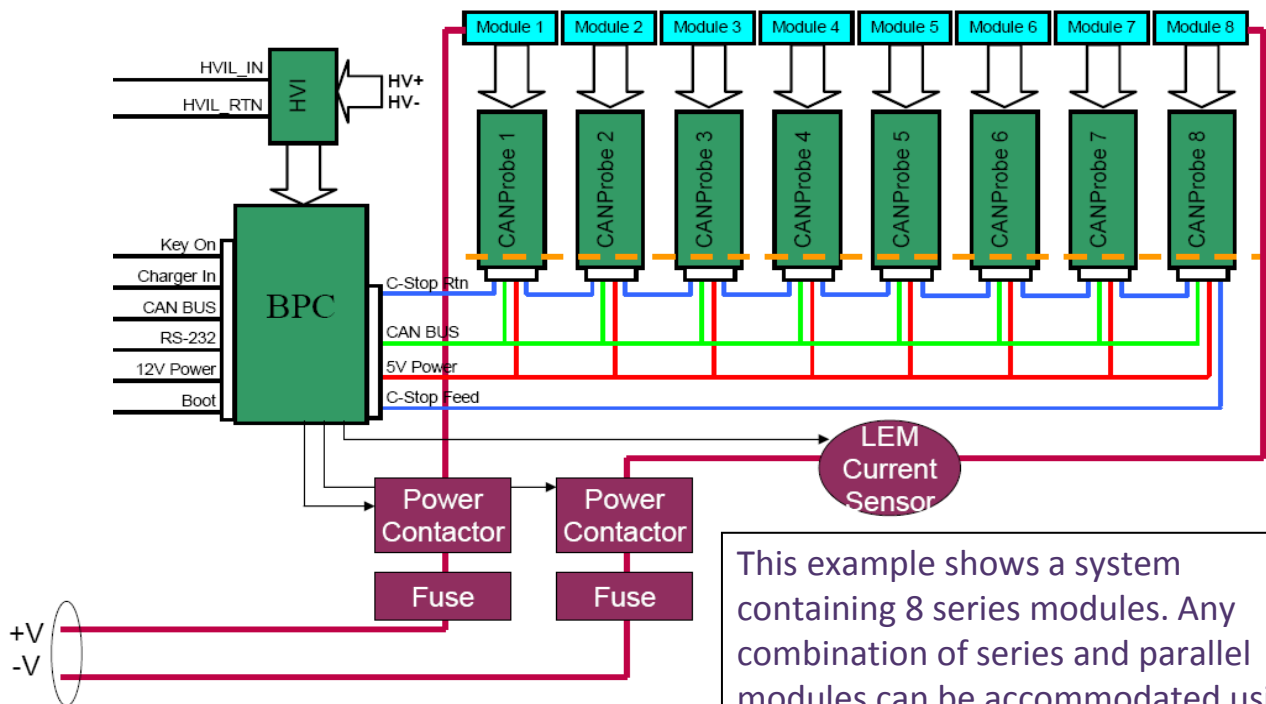 Module 1 Module 2 Module 3 Module 4 Module 5 Module 6 Module 7 Module 8
HVIL_IN
HVIL_RTN
HVI
HV+
HV-
CANProbe 1 CANProbe 2 CANProbe 3 CANProbe 4 CANProbe 5 CANProbe 6 CANProbe 7 CANProbe 8
Key On
Charger In
CAN BUS
RS-232
12V Power
Boot
BPC
C-Stop Rtn
CAN BUS
5V Power
C-Stop Feed
LEM
Current
Sensor
Power
Contactor
Power
Contactor
Fuse
Fuse
+V
-V
This example shows a system
containing 8 series modules. Any
combination of series and parallel
modules can be accommodated